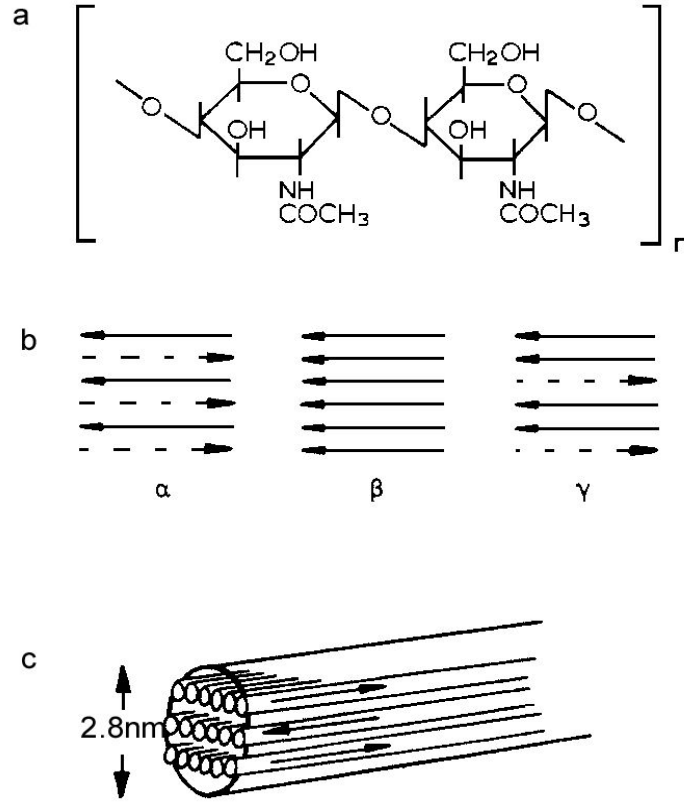 a
CH₂OH CH₂OH
O O
O O O
OH OH
NH NH
COCH₃ COCH₃
n
b
α β γ
c
2.8nm